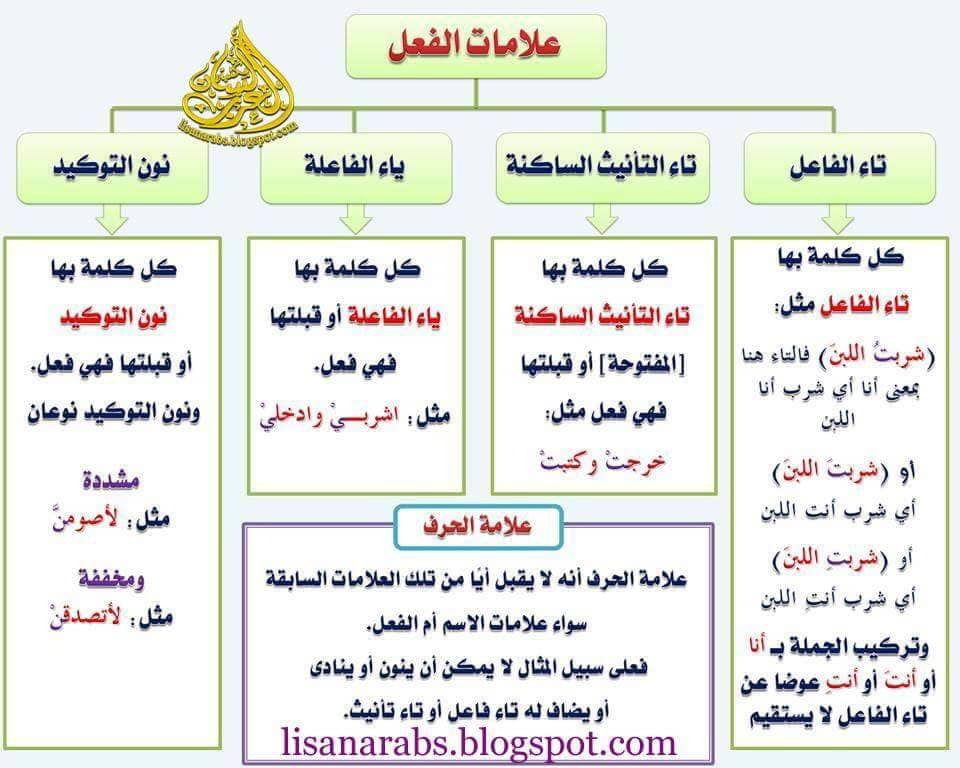 علامات الفعل
لسان العرب
lisanarabs.blogspot.com
تاء الفاعل
كل كلمة بها
تاء الفاعل مثل:
(شربتُ اللبنَ) فالتاء هنا
بمعنى أنا أي شرب أنا
اللبن
أو (شربتَ اللبنَ)
أي شرب أنت اللبن
أو (شربتِ اللبنَ)
أي شرب أنتِ اللبن
وتركيب الجملة بـ أنا
أو أنتَ أو أنتِ عوضا عن
تاء الفاعل لا يستقيم
تاء التأنيث الساكنة
كل كلمة بها
تاء التأنيث الساكنة
[المفتوحة] أو قبلتها
فهي فعل مثل:
خرجتْ وكتبتْ
ياء الفاعلة
كل كلمة بها
ياء الفاعلة أو قبلتها
فهي فعل.
مثل: اشربـــيْ وادخليْ
نون التوكيد
كل كلمة بها
نون التوكيد
أو قبلتها فهي فعل.
ونون التوكيد نوعان
مشددة
مثل: لأصومنَّ
ومخففة
مثل: لأتصدقنْ
علامة الحرف
علامة الحرف أنه لا يقبل أيًا من تلك العلامات السابقة
سواء علامات الاسم أم الفعل.
فعلى سبيل المثال لا يمكن أن ينون أو ينادى
أو يضاف له تاء فاعل أو تاء تأنيث.
lisanarabs.blogspot.com